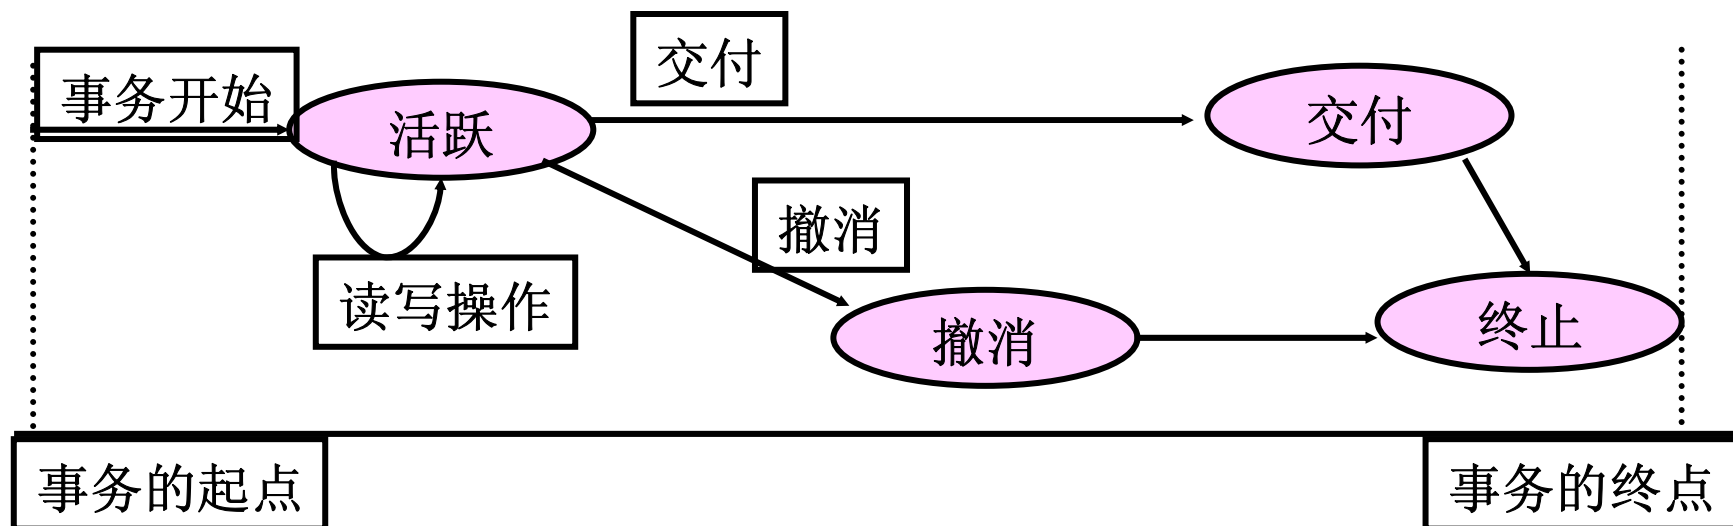 交付
事务开始
活跃
交付
撤消
读写操作
撤消
终止
事务的起点
事务的终点